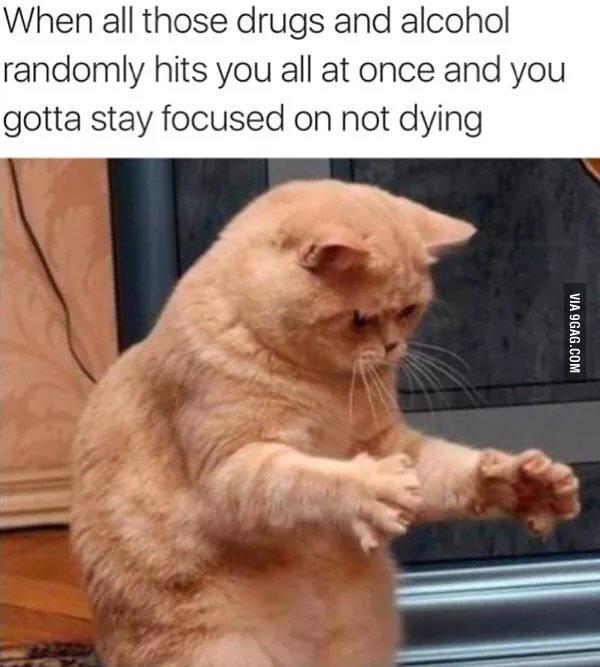 When all those drugs and alcohol
randomly hits you all at once and you
gotta stay focused on not dying
VIA 9GAG.COM